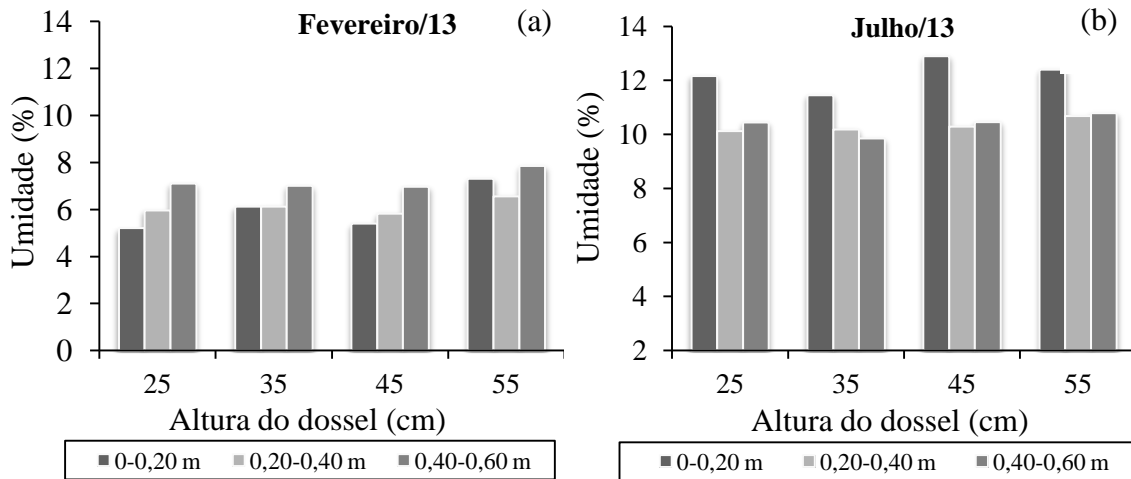 Fevereiro/13
(a)
Umidade (%)
14
12
10
8
6
4
2
0
25 35 45 55
Altura do dossel (cm)
0-0,20 m 0,20-0,40 m 0,40-0,60 m
Julho/13
(b)
Umidade (%)
14
12
10
8
6
4
2
25 35 45 55
Altura do dossel (cm)
0-0,20 m 0,20-0,40 m 0,40-0,60 m